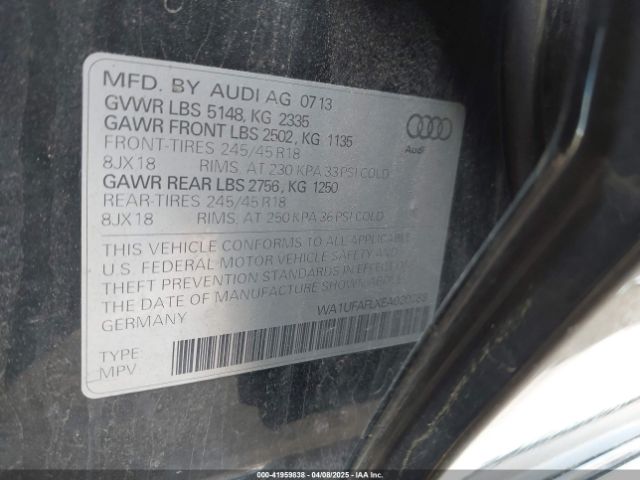 MFD. BY AUDI AG 07 13
GVWR LBS 5148, KG 2335
GAWR FRONT LBS 2502, KG 1135
FRONT-TIRES 245/45 R18
8JX18 RIMS. AT 230 KPA 33 PSI COLD
GAWR REAR LBS 2756, KG 1250
REAR-TIRES 245/45 R18
8JX18 RIMS, AT 250 KPA 36 PSI COLD
Audi
THIS VEHICLE CONFORMS TO ALL APPLICABLE
U.S. FEDERAL MOTOR VEHICLE SAFETY AND
THEFT PREVENTION STANDARDS IN EFFECT ON
THE DATE OF MANUFACTURE SHOWN ABOVE.
GERMANY
TYPE:
MPV
000-41959838 - 04/08/2025 - IAAI.COM